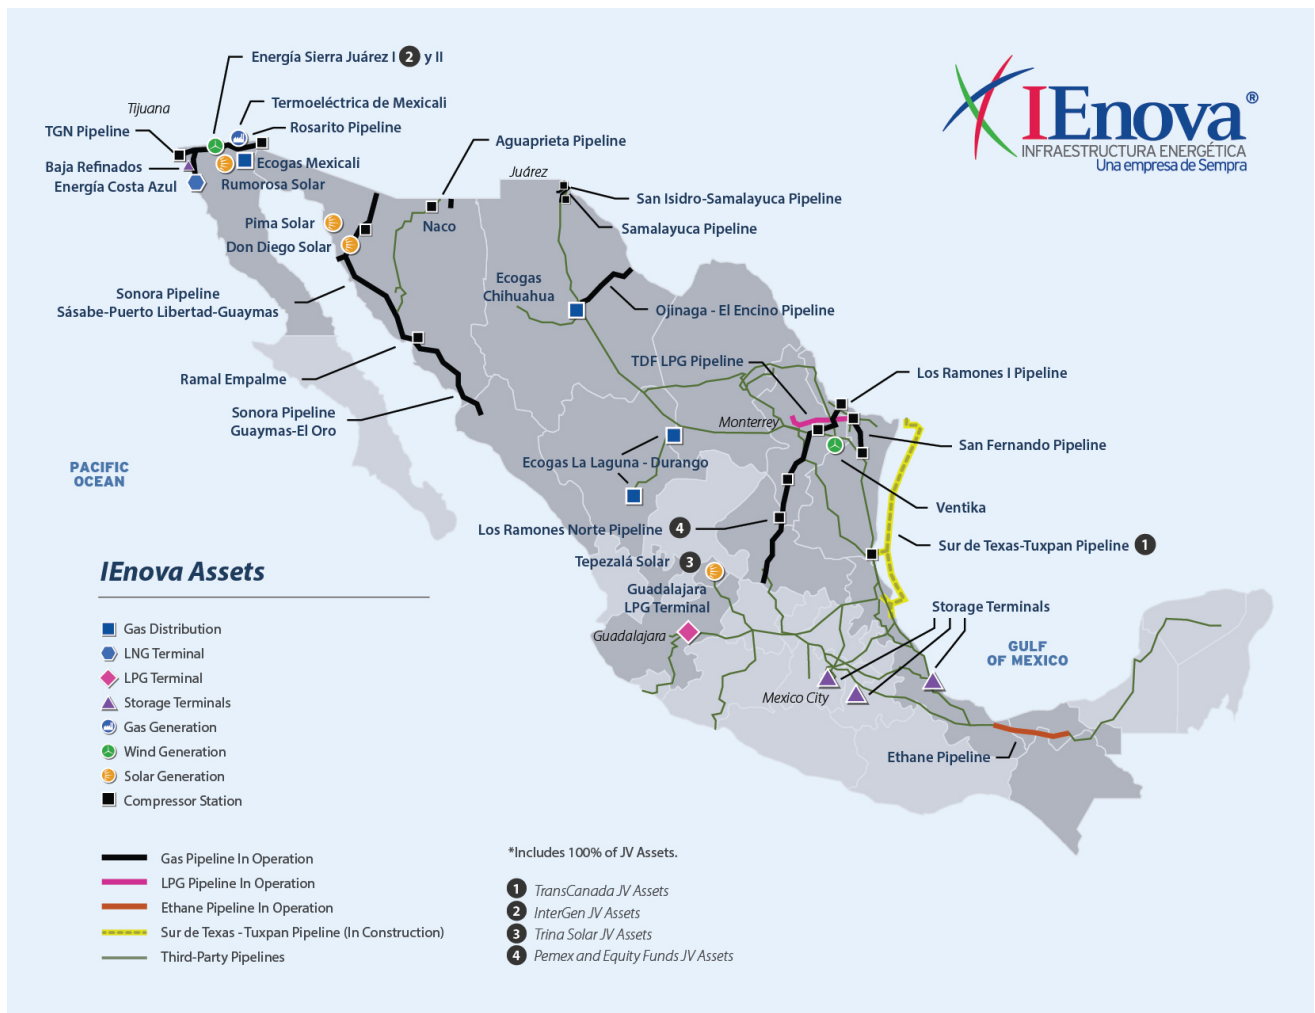 Energía Sierra Juárez I 2 y II
Tijuana
Termoeléctrica de Mexicali
TGN Pipeline
Rosarito Pipeline
Baja Refinados
Ecogas Mexicali
Energía Costa Azul
Rumorosa Solar
IEnova®
INFRAESTRUCTURA ENERGÉTICA
Una empresa de Sempra
Aguaprieta Pipeline
Juárez
San Isidro-Samalayuca Pipeline
Samalayuca Pipeline
Naco
Pima Solar
Don Diego Solar
Sonora Pipeline
Sásabe-Puerto Libertad-Guaymas
Ecogas
Chihuahua
Ojinaga - El Encino Pipeline
TDF LPG Pipeline
Los Ramones I Pipeline
Ramal Empalme
Sonora Pipeline
Guaymas-El Oro
Monterrey
San Fernando Pipeline
PACIFIC
OCEAN
Ecogas La Laguna - Durango
Ventika
Los Ramones Norte Pipeline 4
Sur de Texas-Tuxpan Pipeline 1
Tepezalá Solar 3
Guadalajara
LPG Terminal
Storage Terminals
Guadalajara
GULF
OF MEXICO
Mexico City
Ethane Pipeline
IEnova Assets
Gas Distribution
LNG Terminal
LPG Terminal
Storage Terminals
Gas Generation
Wind Generation
Solar Generation
Compressor Station
Gas Pipeline In Operation
LPG Pipeline In Operation
Ethane Pipeline In Operation
Sur de Texas - Tuxpan Pipeline (In Construction)
Third-Party Pipelines
*Includes 100% of JV Assets.
1 TransCanada JV Assets
2 InterGen JV Assets
3 Trina Solar JV Assets
4 Pemex and Equity Funds JV Assets